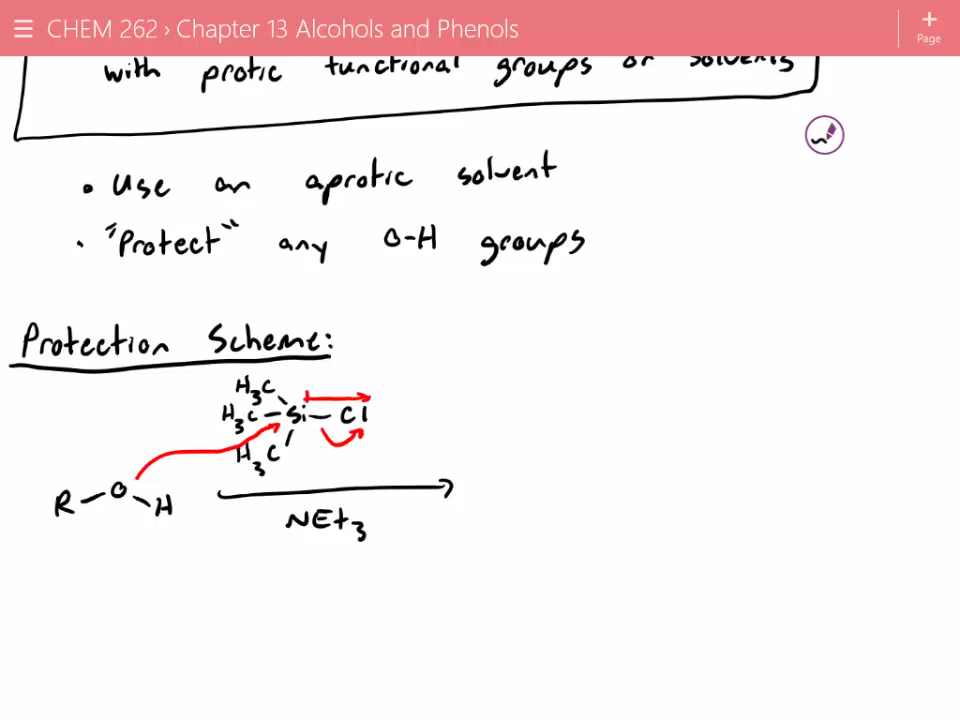 CHEM 262 › Chapter 13 Alcohols and Phenols
Page
with protic functional groups or solvents
• Use an aprotic solvent
• "Protect" any O-H groups
Protection Scheme:
H3C
H3C - Si - Cl
H3C
R - O - H
NEt3